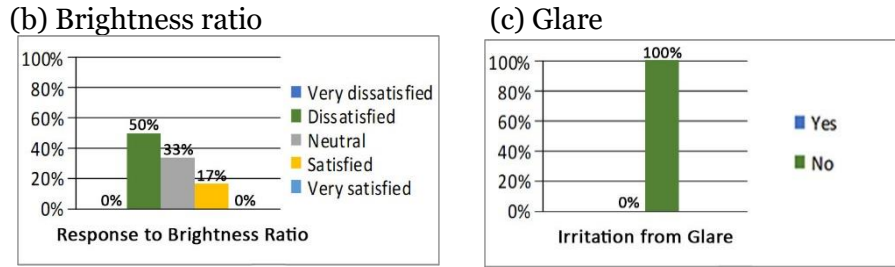 (b) Brightness ratio
100%
80%
60%
40%
20%
0%
0%
50%
33%
17%
0%
Very dissatisfied
Dissatisfied
Neutral
Satisfied
Very satisfied
Response to Brightness Ratio
(c) Glare
100%
80%
60%
40%
20%
0%
0%
100%
Yes
No
Irritation from Glare